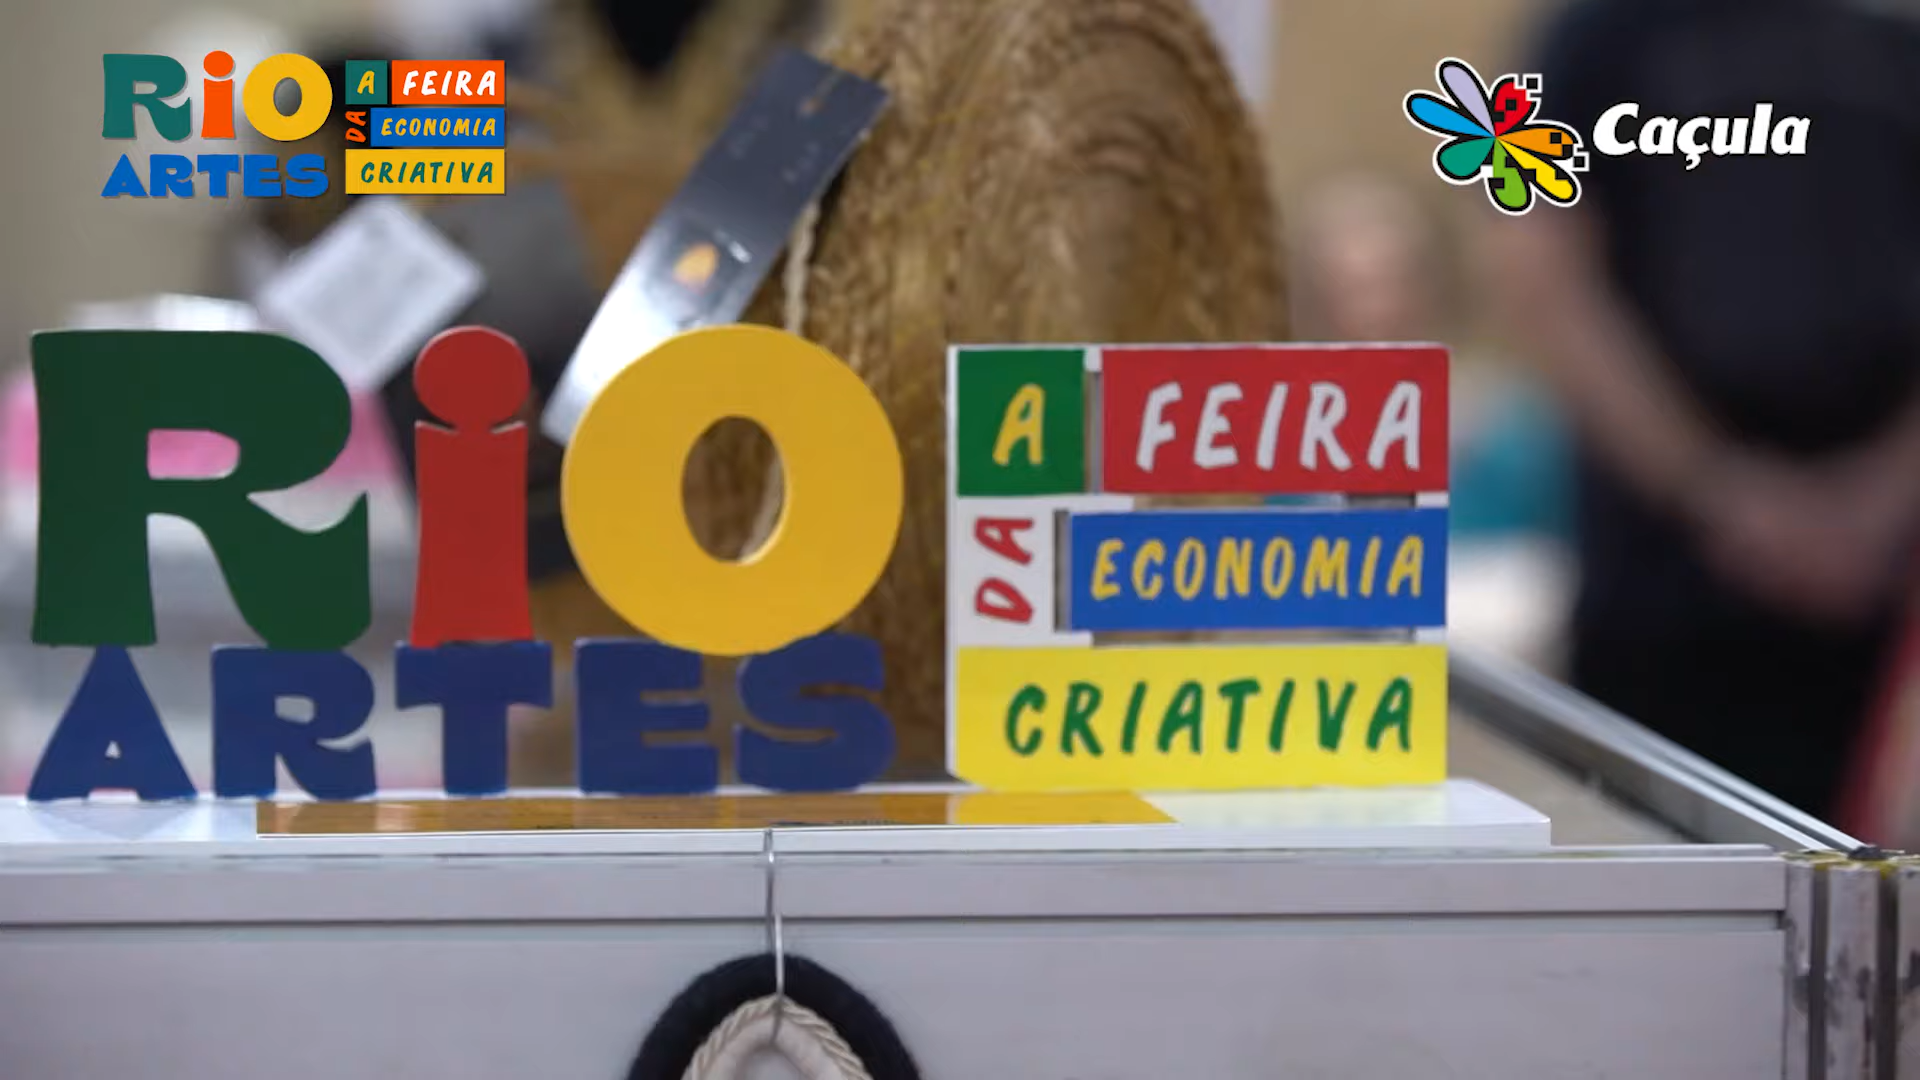 RiO
ARTES
A FEIRA
DA
ECONOMIA
CRIATIVA
Caçula
RiO
ARTES
A FEIRA
DA
ECONOMIA
CRIATIVA